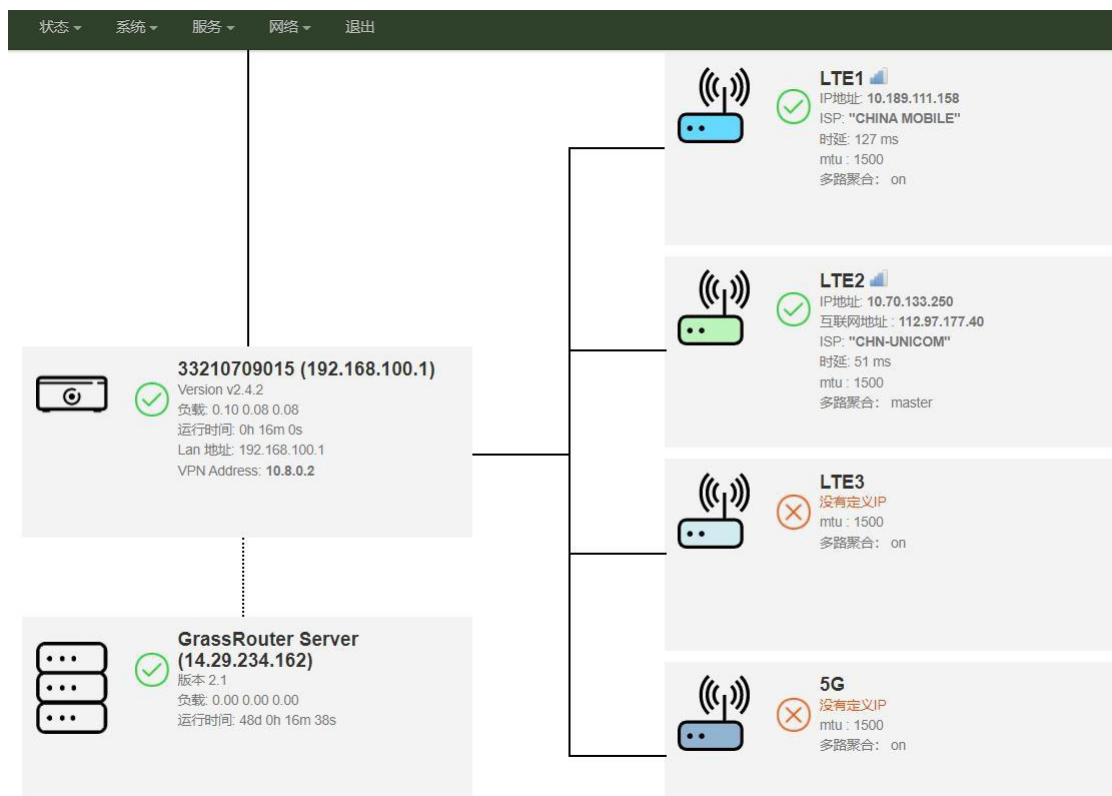 状态 系统 服务 网络 退出
LTE1
IP地址: 10.189.111.158
ISP: "CHINA MOBILE"
时延: 127 ms
mtu : 1500
多路聚合： on
LTE2
IP地址: 10.70.133.250
互联网地址 : 112.97.177.40
ISP: "CHN-UNICOM"
时延: 51 ms
mtu : 1500
多路聚合： master
33210709015 (192.168.100.1)
Version v2.4.2
负载: 0.10 0.08 0.08
运行时间: 0h 16m 0s
Lan 地址: 192.168.100.1
VPN Address: 10.8.0.2
LTE3
没有定义IP
mtu : 1500
多路聚合： on
GrassRouter Server
(14.29.234.162)
版本 2.1
负载: 0.00 0.00 0.00
运行时间: 48d 0h 16m 38s
5G
没有定义IP
mtu : 1500
多路聚合： on